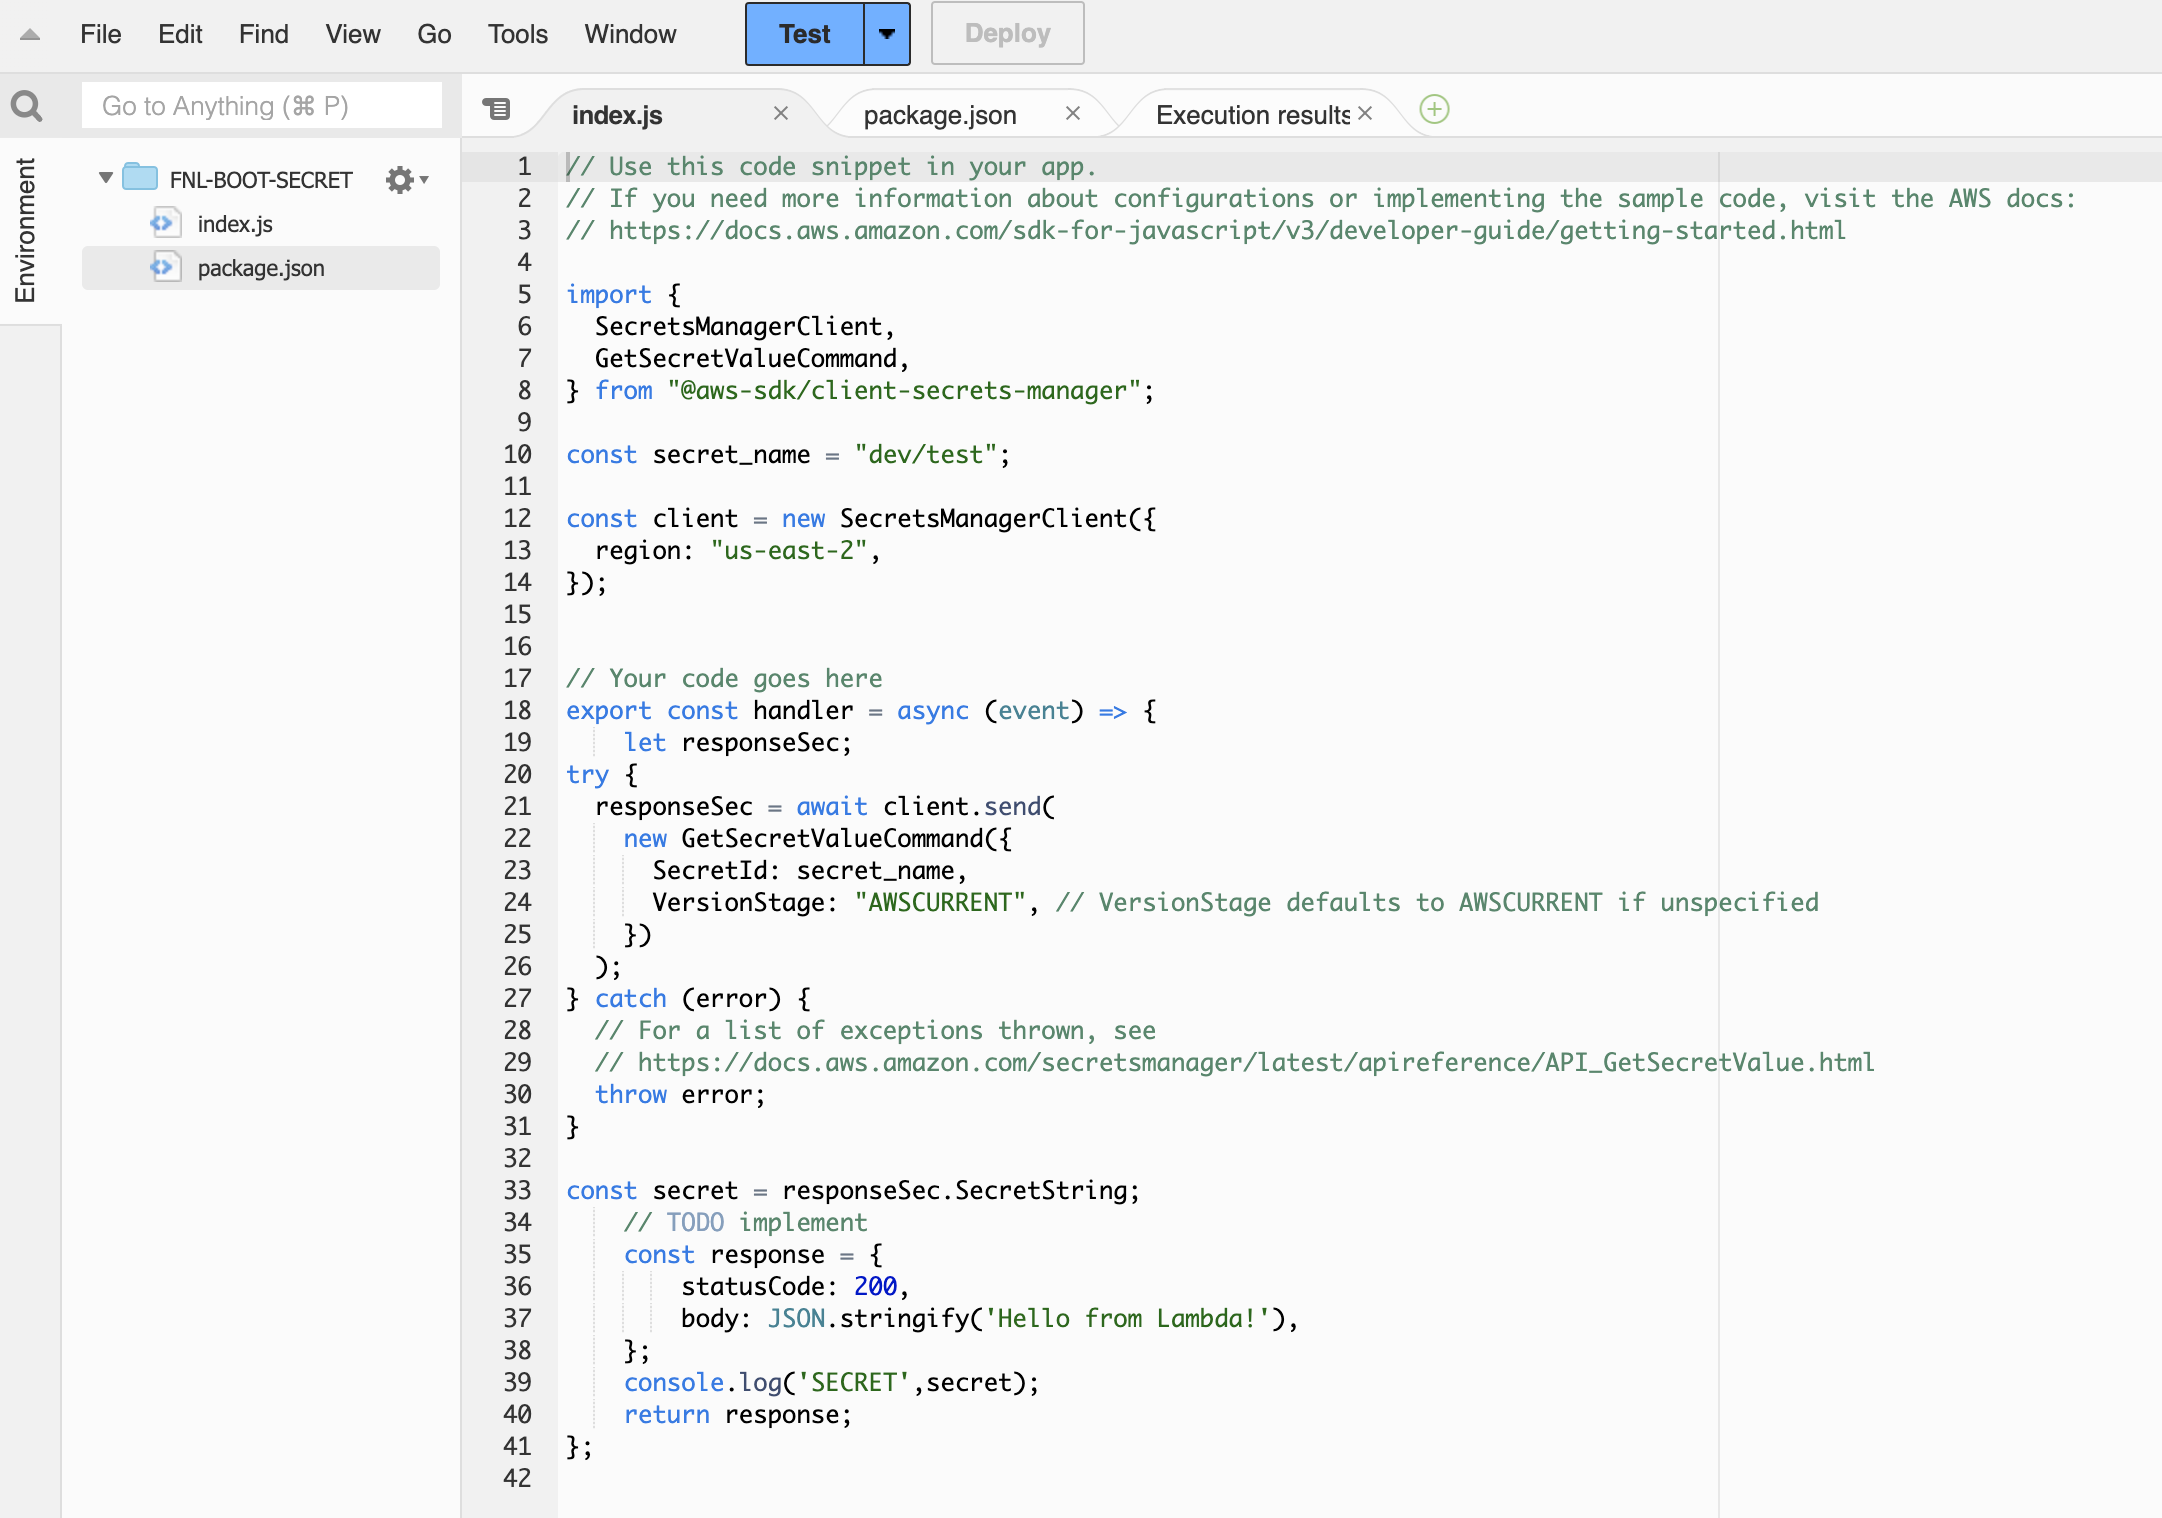 File Edit Find View Go Tools Window Test Deploy
Go to Anything (⌘ P)
index.js package.json Execution results
Environment
FNL-BOOT-SECRET
index.js
package.json
1 // Use this code snippet in your app.
2 // If you need more information about configurations or implementing the sample code, visit the AWS docs:
3 // https://docs.aws.amazon.com/sdk-for-javascript/v3/developer-guide/getting-started.html
4
5 import {
6   SecretsManagerClient,
7   GetSecretValueCommand,
8 } from "@aws-sdk/client-secrets-manager";
9
10 const secret_name = "dev/test";
11
12 const client = new SecretsManagerClient({
13   region: "us-east-2",
14 });
15
16
17 // Your code goes here
18 export const handler = async (event) => {
19     let responseSec;
20 try {
21   responseSec = await client.send(
22     new GetSecretValueCommand({
23       SecretId: secret_name,
24       VersionStage: "AWSCURRENT", // VersionStage defaults to AWSCURRENT if unspecified
25     })
26   );
27 } catch (error) {
28   // For a list of exceptions thrown, see
29   // https://docs.aws.amazon.com/secretsmanager/latest/apireference/API_GetSecretValue.html
30   throw error;
31 }
32
33 const secret = responseSec.SecretString;
34     // TODO implement
35     const response = {
36         statusCode: 200,
37         body: JSON.stringify('Hello from Lambda!'),
38     };
39     console.log('SECRET',secret);
40     return response;
41 };
42